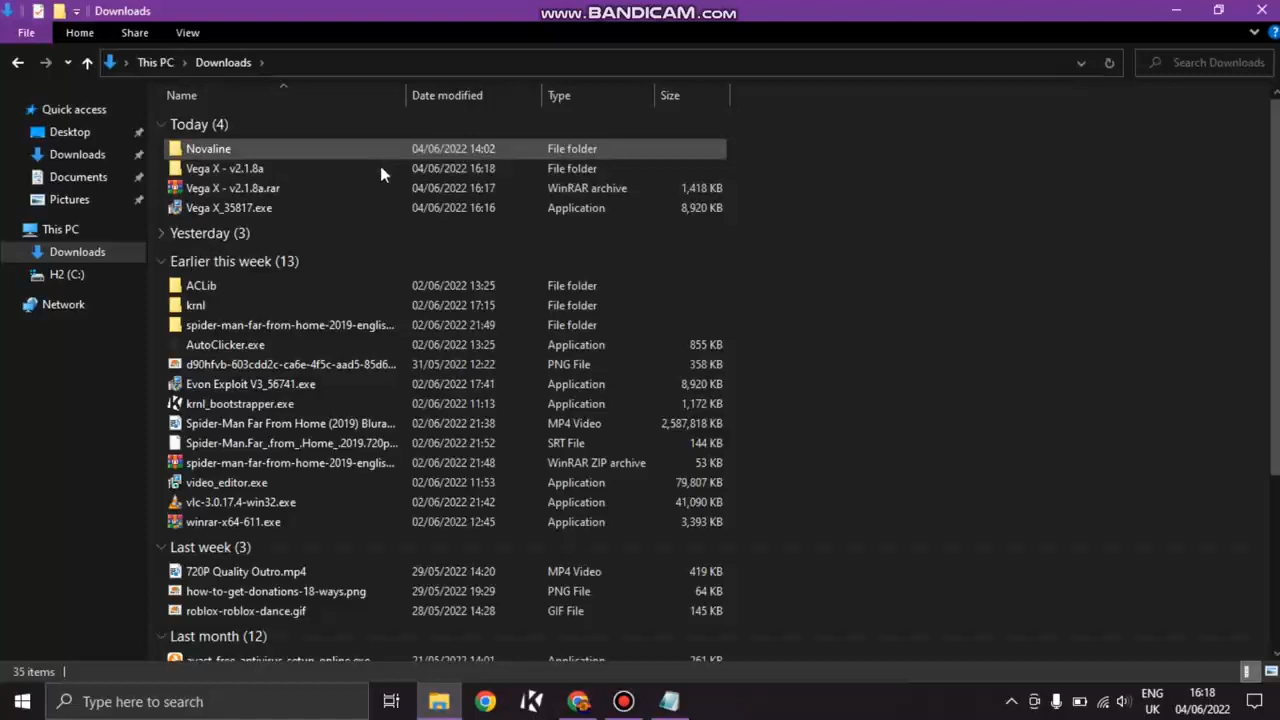 Downloads
www.BANDICAM.com
File Home Share View
This PC > Downloads >
Search Downloads
Name Date modified Type Size
Quick access
Desktop
Downloads
Documents
Pictures
This PC
Downloads
H2 (C:)
Network
Today (4)
Novaline 04/06/2022 14:02 File folder
Vega X - v2.1.8a 04/06/2022 16:18 File folder
Vega X - v2.1.8a.rar 04/06/2022 16:17 WinRAR archive 1,418 KB
Vega X_35817.exe 04/06/2022 16:16 Application 8,920 KB
Yesterday (3)
Earlier this week (13)
ACLib 02/06/2022 13:25 File folder
krnl 02/06/2022 17:15 File folder
spider-man-far-from-home-2019-englis... 02/06/2022 21:49 File folder
AutoClicker.exe 02/06/2022 13:25 Application 855 KB
d90hfvb-603cdd2c-ca6e-4f5c-aad5-85d6... 31/05/2022 12:22 PNG File 358 KB
Evon Exploit V3_56741.exe 02/06/2022 17:41 Application 8,920 KB
krnl_bootstrapper.exe 02/06/2022 11:13 Application 1,172 KB
Spider-Man Far From Home (2019) Blura... 02/06/2022 21:38 MP4 Video 2,587,818 KB
Spider-Man.Far_.from_.Home_.2019.720p... 02/06/2022 21:52 SRT File 144 KB
spider-man-far-from-home-2019-englis... 02/06/2022 21:48 WinRAR ZIP archive 53 KB
video_editor.exe 02/06/2022 11:53 Application 79,807 KB
vlc-3.0.17.4-win32.exe 02/06/2022 21:42 Application 41,090 KB
winrar-x64-611.exe 02/06/2022 12:45 Application 3,393 KB
Last week (3)
720P Quality Outro.mp4 29/05/2022 14:20 MP4 Video 419 KB
how-to-get-donations-18-ways.png 29/05/2022 19:29 PNG File 64 KB
roblox-roblox-dance.gif 28/05/2022 14:28 GIF File 145 KB
Last month (12)
avast_free_antivirus_setup_online.exe 21/05/2022 14:01 Application 261 KB
35 items
Type here to search
ENG
UK
16:18
04/06/2022